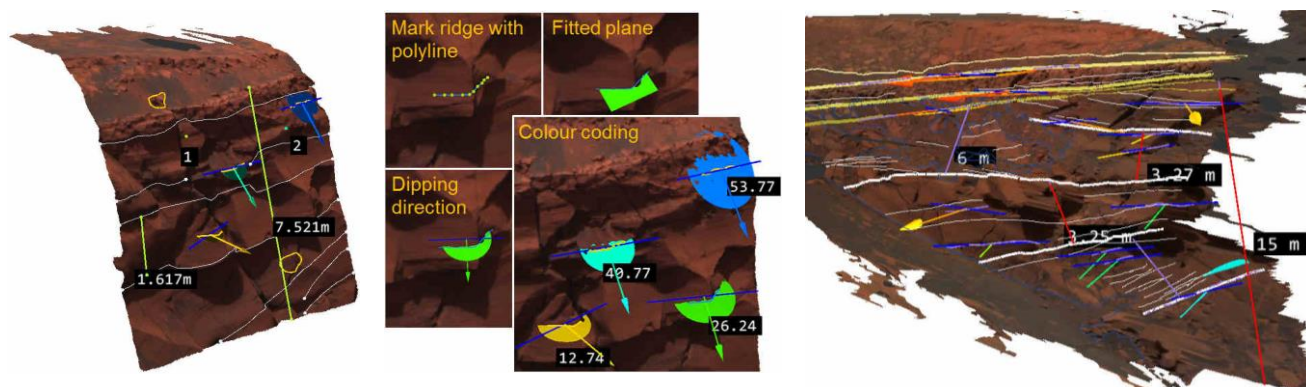 1
2
7.521m
1.617m
Mark ridge with
polyline
Fitted plane
Dipping
direction
Colour coding
53.77
40.77
26.24
12.74
6 m
3.27 m
3.25 m
15 m